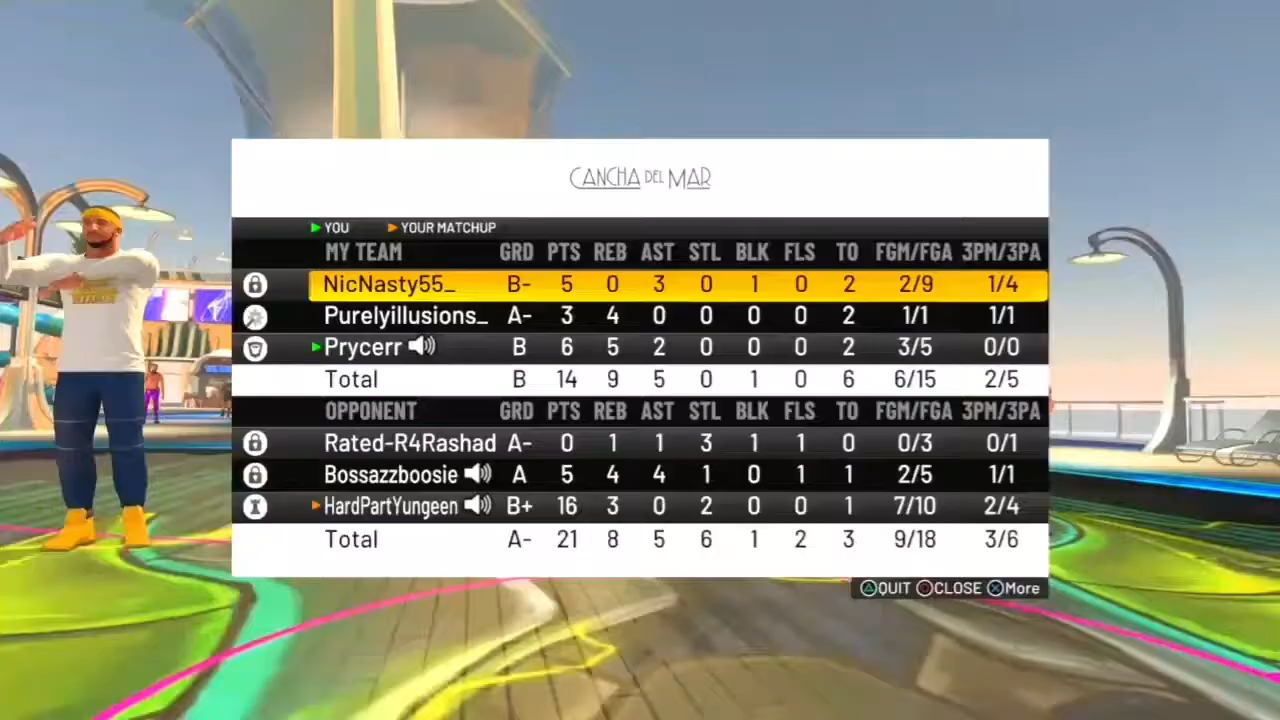 CANCHA DEL MAR
YOU YOUR MATCHUP
MY TEAM GRD PTS REB AST STL BLK FLS TO FGM/FGA 3PM/3PA
NicNasty55_ B- 5 0 3 0 1 0 2 2/9 1/4
Purelyillusions_ A- 3 4 0 0 0 0 2 1/1 1/1
Prycerr B 6 5 2 0 0 0 2 3/5 0/0
Total B 14 9 5 0 1 0 6 6/15 2/5
OPPONENT GRD PTS REB AST STL BLK FLS TO FGM/FGA 3PM/3PA
Rated-R4Rashad A- 0 1 1 3 1 1 0 0/3 0/1
Bossazzboosie A 5 4 4 1 0 1 1 2/5 1/1
HardPartYungeen B+ 16 3 0 2 0 0 1 7/10 2/4
Total A- 21 8 5 6 1 2 3 9/18 3/6
QUIT CLOSE More